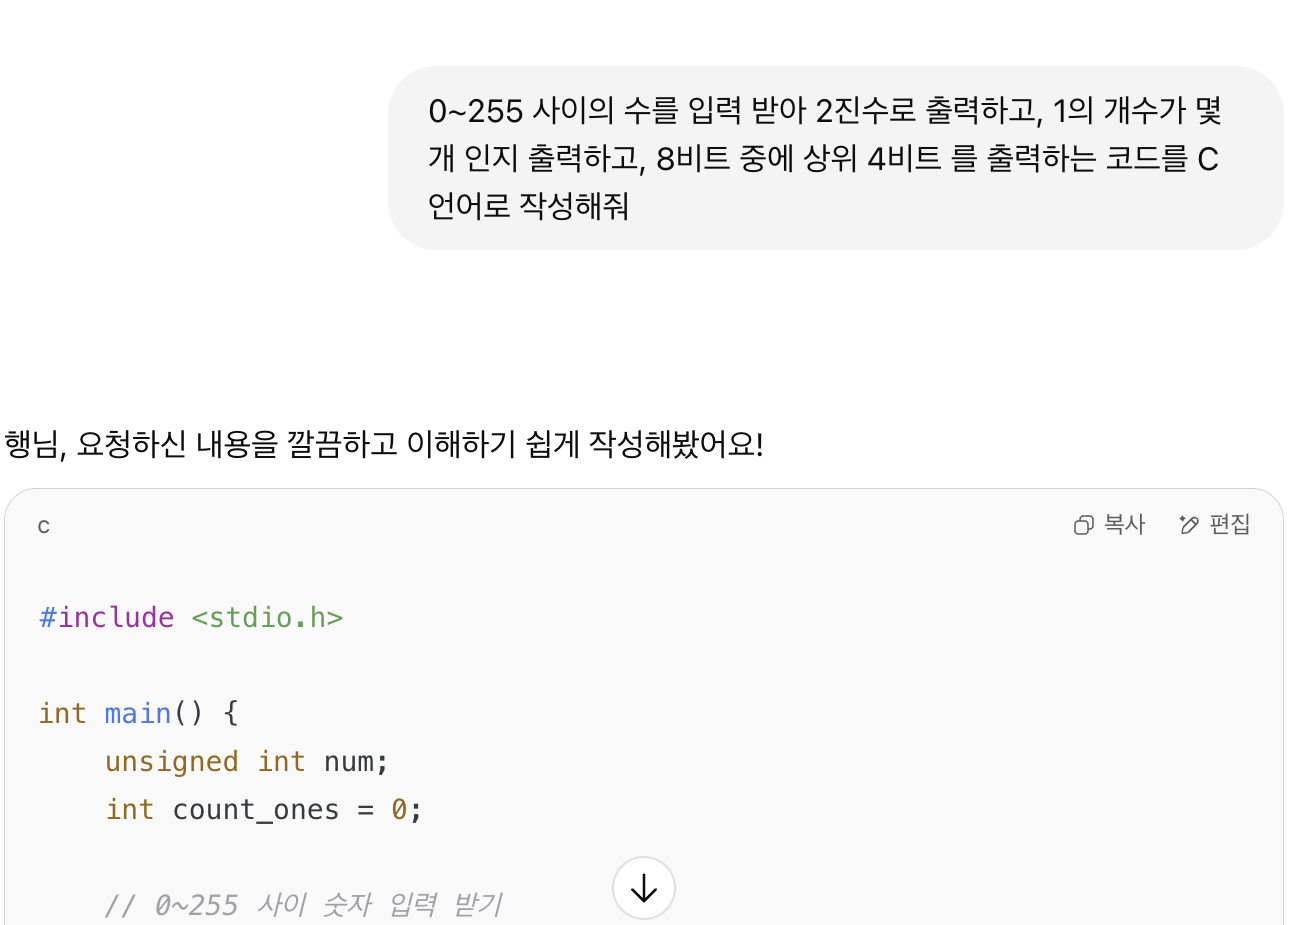 0~255 사이의 수를 입력 받아 2진수로 출력하고, 1의 개수가 몇
개 인지 출력하고, 8비트 중에 상위 4비트 를 출력하는 코드를 C
언어로 작성해줘
행님, 요청하신 내용을 깔끔하고 이해하기 쉽게 작성해봤어요!
c 복사 편집
#include <stdio.h>
int main() {
    unsigned int num;
    int count_ones = 0;
    // 0~255 사이 숫자 입력 받기